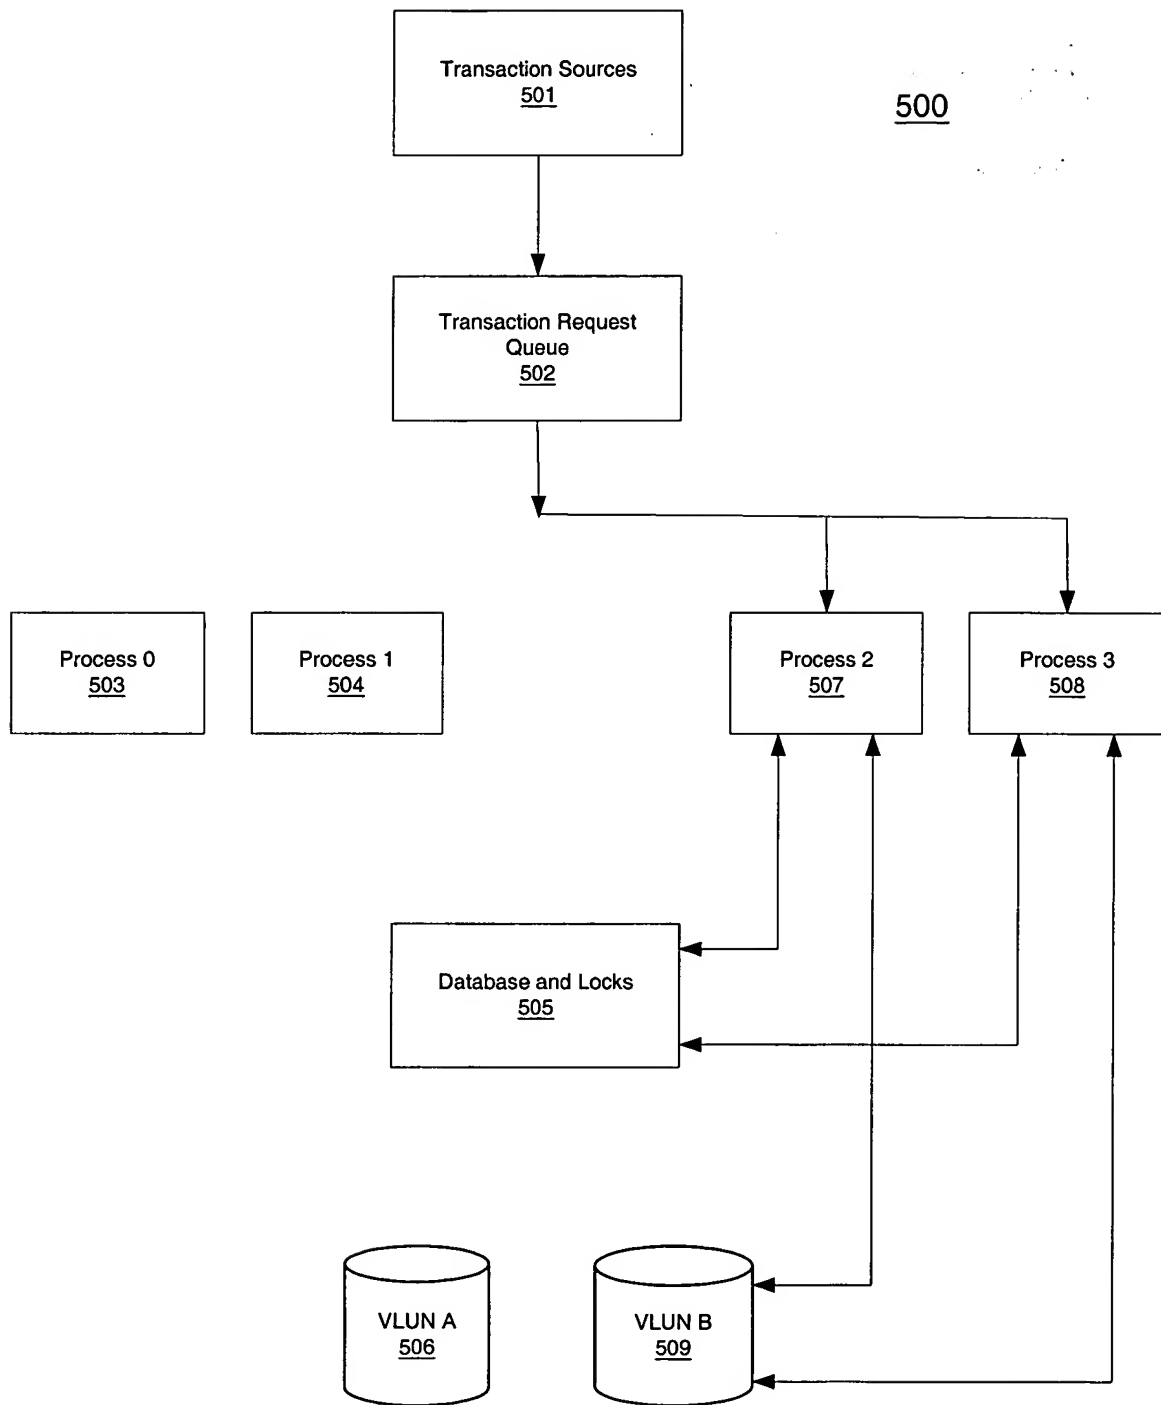 Transaction Sources
501
500
Transaction Request
Queue
502
Process 0
503
Process 1
504
Process 2
507
Process 3
508
Database and Locks
505
VLUN A
506
VLUN B
509